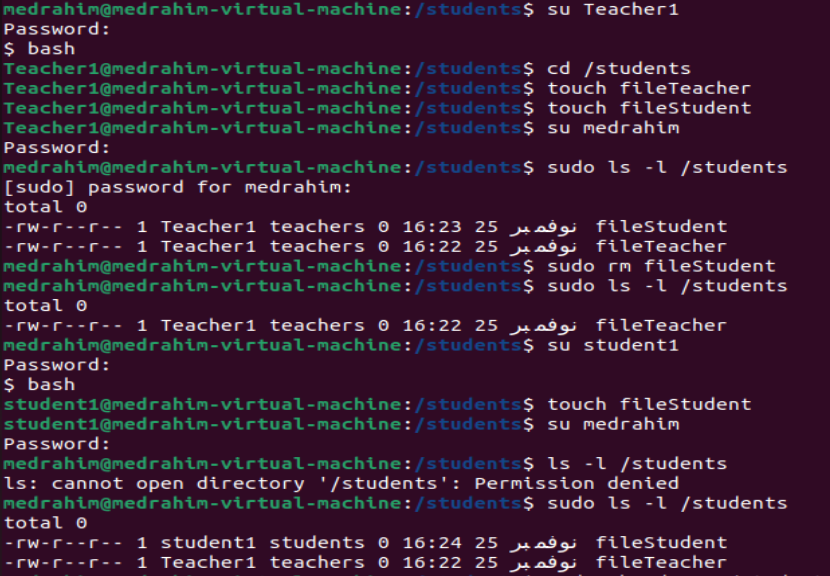 medrahim@medrahim-virtual-machine:/students$ su Teacher1
Password:
$ bash
Teacher1@medrahim-virtual-machine:/students$ cd /students
Teacher1@medrahim-virtual-machine:/students$ touch fileTeacher
Teacher1@medrahim-virtual-machine:/students$ touch fileStudent
Teacher1@medrahim-virtual-machine:/students$ su medrahim
Password:
medrahim@medrahim-virtual-machine:/students$ sudo ls -l /students
[sudo] password for medrahim:
total 0
-rw-r--r-- 1 Teacher1 teachers 0 16:23 25 نوفمبر fileStudent
-rw-r--r-- 1 Teacher1 teachers 0 16:22 25 نوفمبر fileTeacher
medrahim@medrahim-virtual-machine:/students$ sudo rm fileStudent
medrahim@medrahim-virtual-machine:/students$ sudo ls -l /students
total 0
-rw-r--r-- 1 Teacher1 teachers 0 16:22 25 نوفمبر fileTeacher
medrahim@medrahim-virtual-machine:/students$ su student1
Password:
$ bash
student1@medrahim-virtual-machine:/students$ touch fileStudent
student1@medrahim-virtual-machine:/students$ su medrahim
Password:
medrahim@medrahim-virtual-machine:/students$ ls -l /students
ls: cannot open directory '/students': Permission denied
medrahim@medrahim-virtual-machine:/students$ sudo ls -l /students
total 0
-rw-r--r-- 1 student1 students 0 16:24 25 نوفمبر fileStudent
-rw-r--r-- 1 Teacher1 teachers 0 16:22 25 نوفمبر fileTeacher